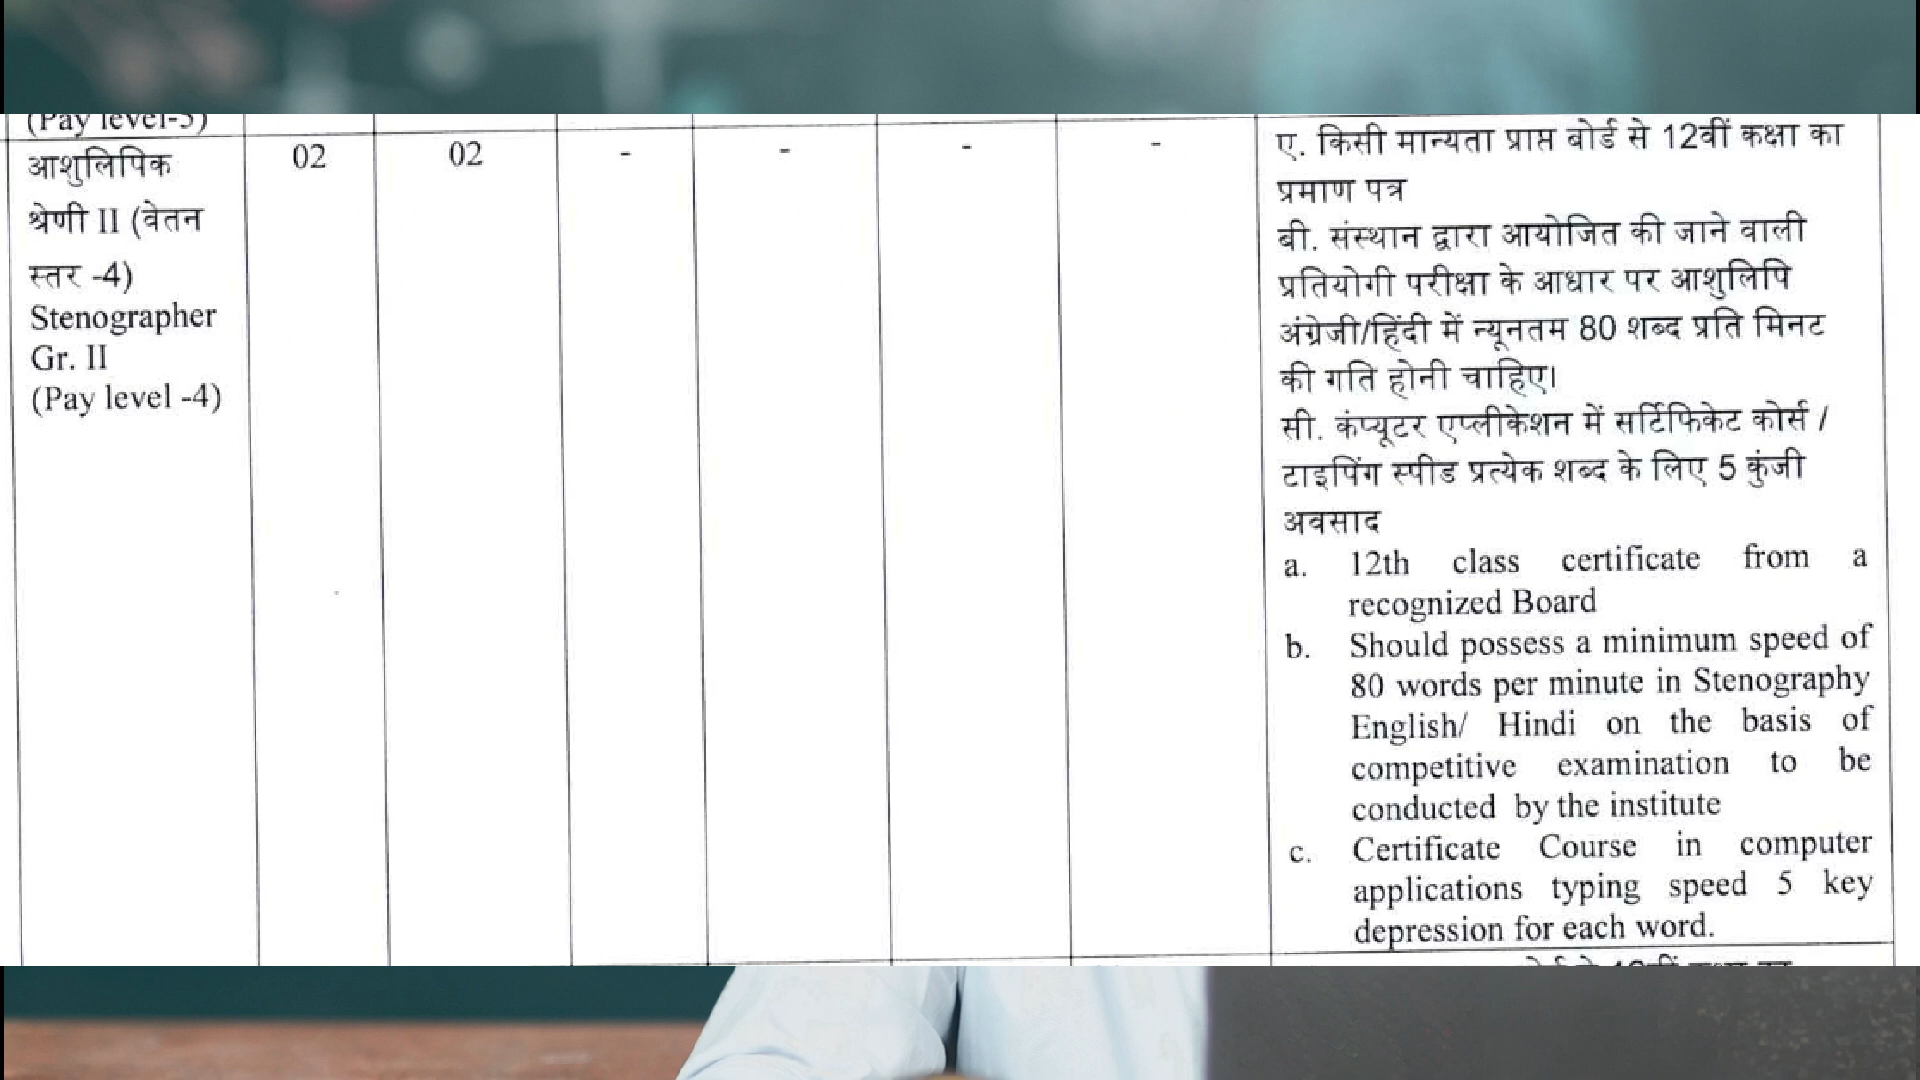 (Pay level-5)
आशुलिपिक
श्रेणी II (वेतन
स्तर -4)
Stenographer
Gr. II
(Pay level -4)
02
02
-
-
-
-
ए. किसी मान्यता प्राप्त बोर्ड से 12वीं कक्षा का
प्रमाण पत्र
बी. संस्थान द्वारा आयोजित की जाने वाली
प्रतियोगी परीक्षा के आधार पर आशुलिपि
अंग्रेजी/हिंदी में न्यूनतम 80 शब्द प्रति मिनट
की गति होनी चाहिए।
सी. कंप्यूटर एप्लीकेशन में सर्टिफिकेट कोर्स /
टाइपिंग स्पीड प्रत्येक शब्द के लिए 5 कुंजी
अवसाद
a. 12th class certificate from a
recognized Board
b. Should possess a minimum speed of
80 words per minute in Stenography
English/ Hindi on the basis of
competitive examination to be
conducted by the institute
c. Certificate Course in computer
applications typing speed 5 key
depression for each word.